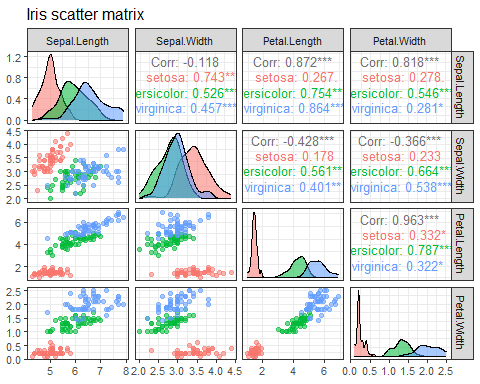 Iris scatter matrix
Sepal.Length Sepal.Width Petal.Length Petal.Width
1.2
0.8
0.4
0.0
Corr: -0.118
setosa: 0.743**
ersicolor: 0.526**
virginica: 0.457***
Corr: 0.872***
setosa: 0.267
ersicolor: 0.754**
virginica: 0.864***
Corr: 0.818***
setosa: 0.278
ersicolor: 0.546**
virginica: 0.281*
Sepal.Length
4.5
4.0
3.5
3.0
2.5
2.0
Corr: -0.428***
setosa: 0.178
ersicolor: 0.561**
virginica: 0.401**
Corr: -0.366***
setosa: 0.233
ersicolor: 0.664**
virginica: 0.538***
Sepal.Width
6
4
2
Corr: 0.963***
setosa: 0.332*
ersicolor: 0.787**
virginica: 0.322*
Petal.Length
2.5
2.0
1.5
1.0
0.5
0.0
Petal.Width
5 6 7 8 2.0 2.5 3.0 3.5 4.0 4.5 2 4 6 0.0 0.5 1.0 1.5 2.0 2.5